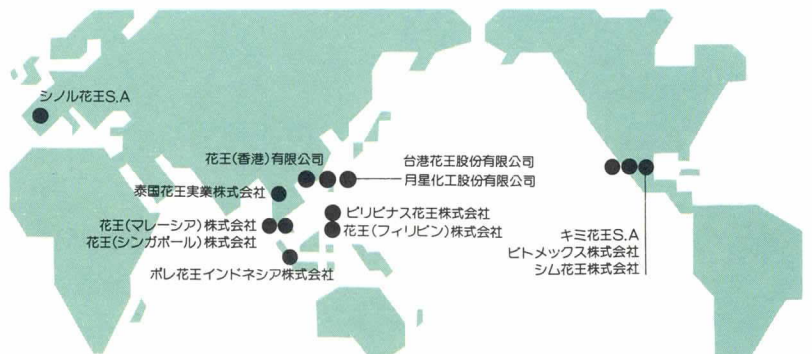 シノル花王S.A
花王(香港)有限公司
台港花王股份有限公司
月星化工股份有限公司
泰国花王実業株式会社
花王(マレーシア)株式会社
花王(シンガポール)株式会社
ピリピナス花王株式会社
花王(フィリピン)株式会社
ポレ花王インドネシア株式会社
キミ花王S.A
ビトメックス株式会社
シム花王株式会社